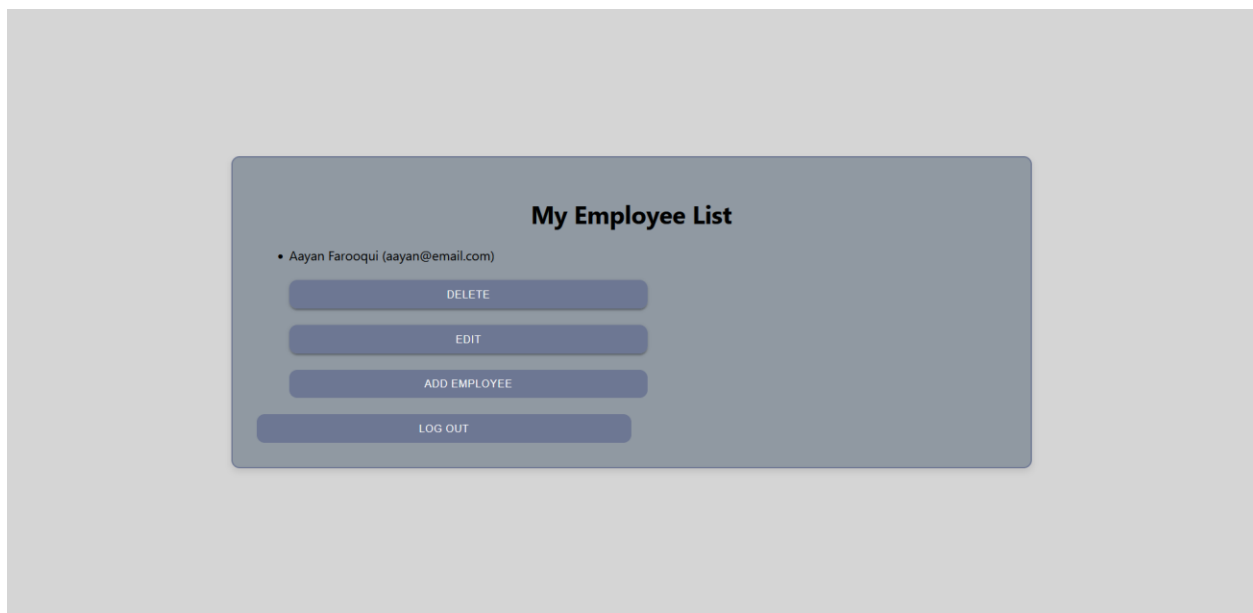 My Employee List
• Aayan Farooqui (aayan@email.com)
DELETE
EDIT
ADD EMPLOYEE
LOG OUT